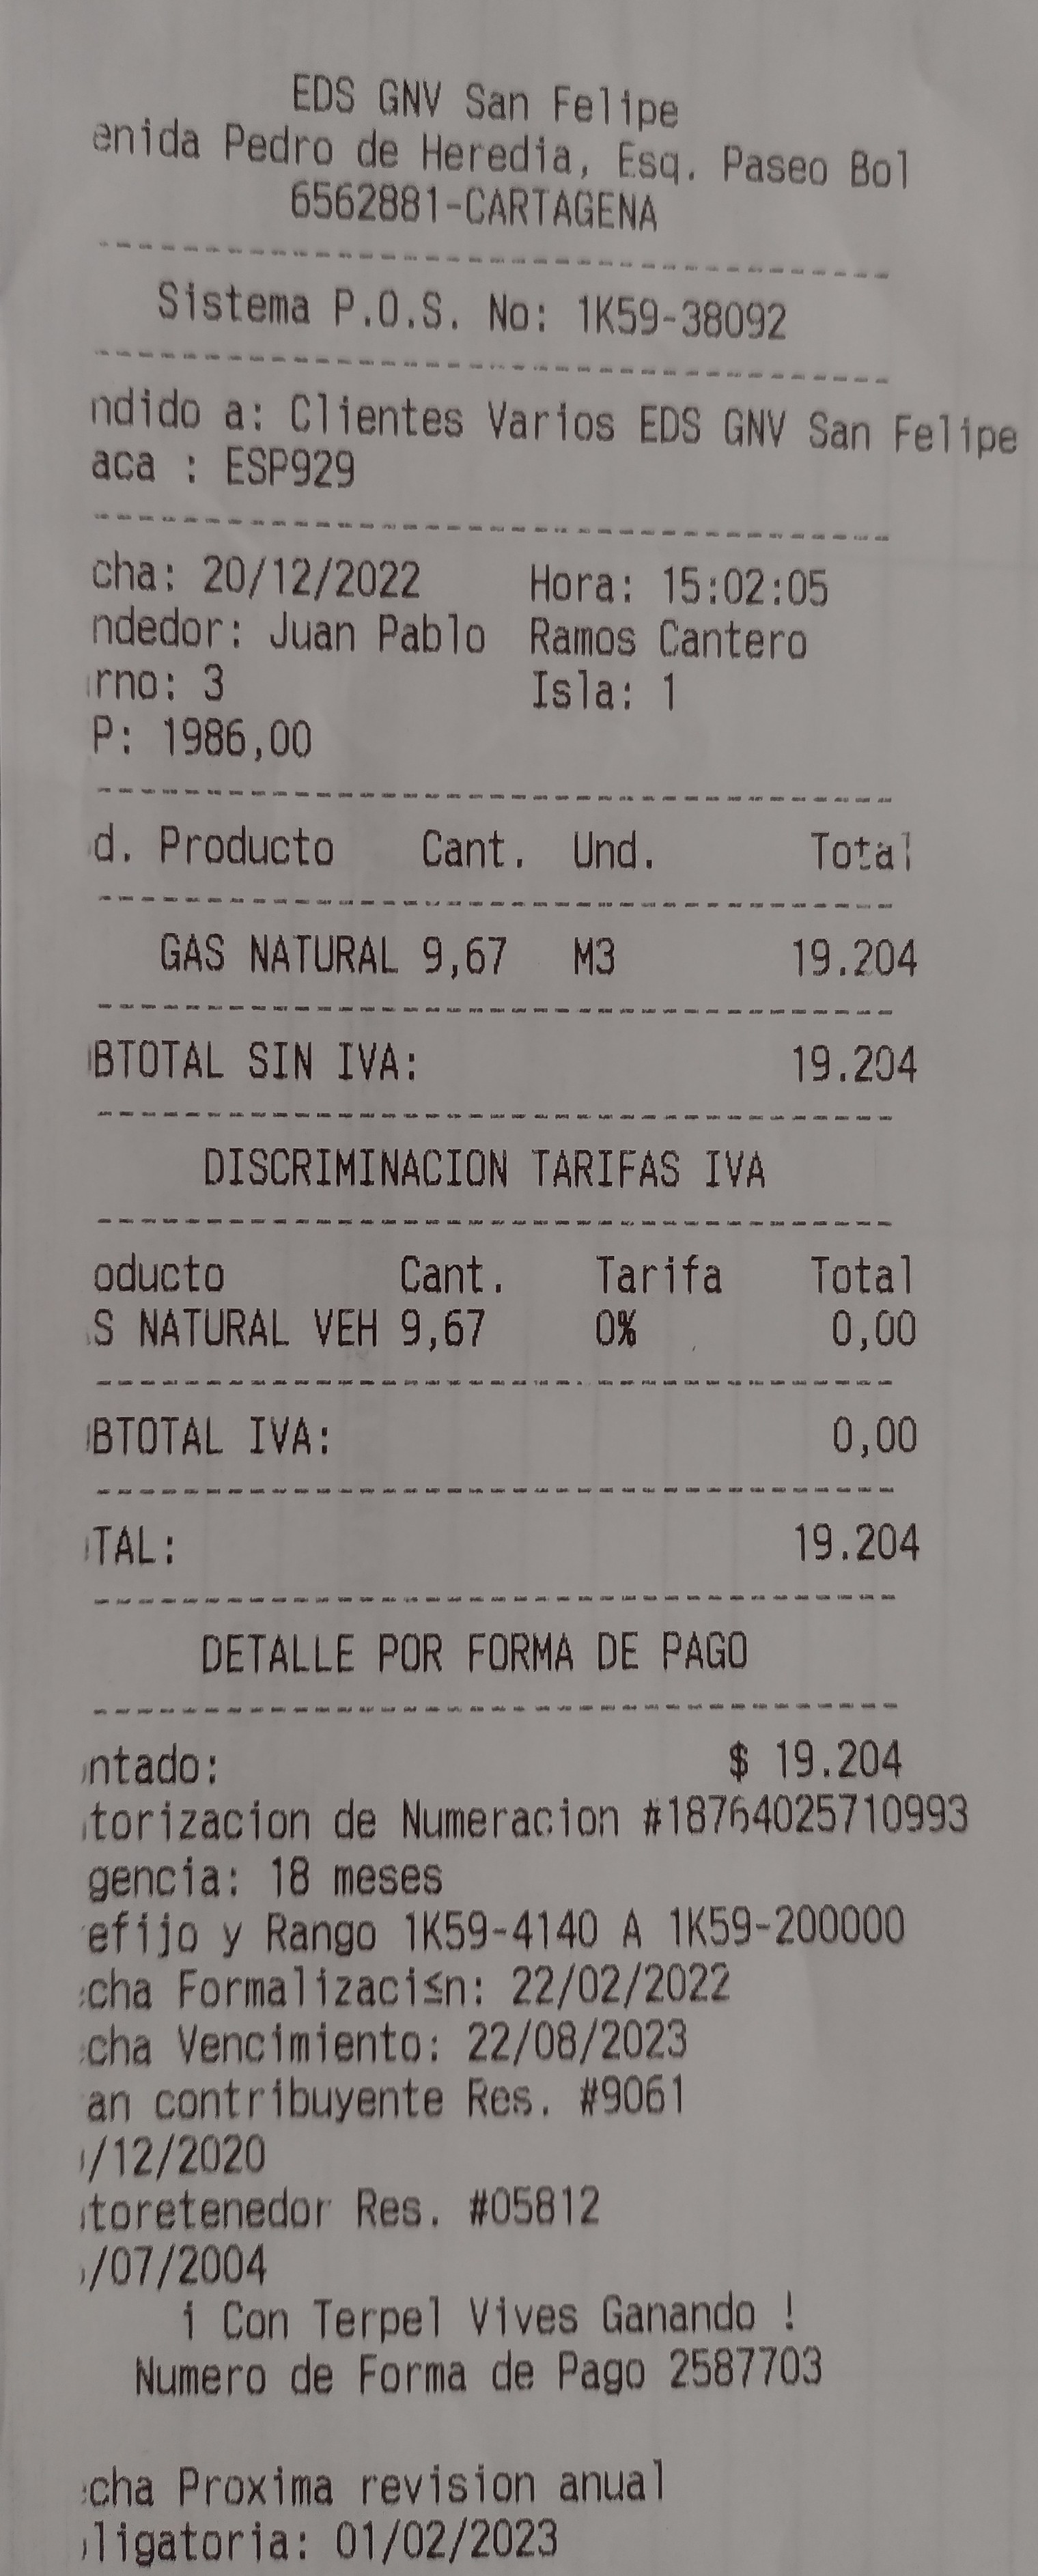 EDS GNV San Felipe
enida Pedro de Heredia, Esq. Paseo Bol
6562881-CARTAGENA
Sistema P.O.S. No: 1K59-38092
ndido a: Clientes Varios EDS GNV San Felipe
aca : ESP929
cha: 20/12/2022 Hora: 15:02:05
ndedor: Juan Pablo Ramos Cantero
rno: 3 Isla: 1
P: 1986,00
d. Producto Cant. Und. Total
GAS NATURAL 9,67 M3 19.204
BTOTAL SIN IVA: 19.204
DISCRIMINACION TARIFAS IVA
oducto Cant. Tarifa Total
S NATURAL VEH 9,67 0% 0,00
BTOTAL IVA: 0,00
TAL: 19.204
DETALLE POR FORMA DE PAGO
ntado: $ 19.204
torizacion de Numeracion #18764025710993
gencia: 18 meses
efijo y Rango 1K59-4140 A 1K59-200000
cha Formalizaci≤n: 22/02/2022
cha Vencimiento: 22/08/2023
an contribuyente Res. #9061
/12/2020
toretenedor Res. #05812
/07/2004
¡ Con Terpel Vives Ganando !
Numero de Forma de Pago 2587703
cha Proxima revision anual
ligatoria: 01/02/2023